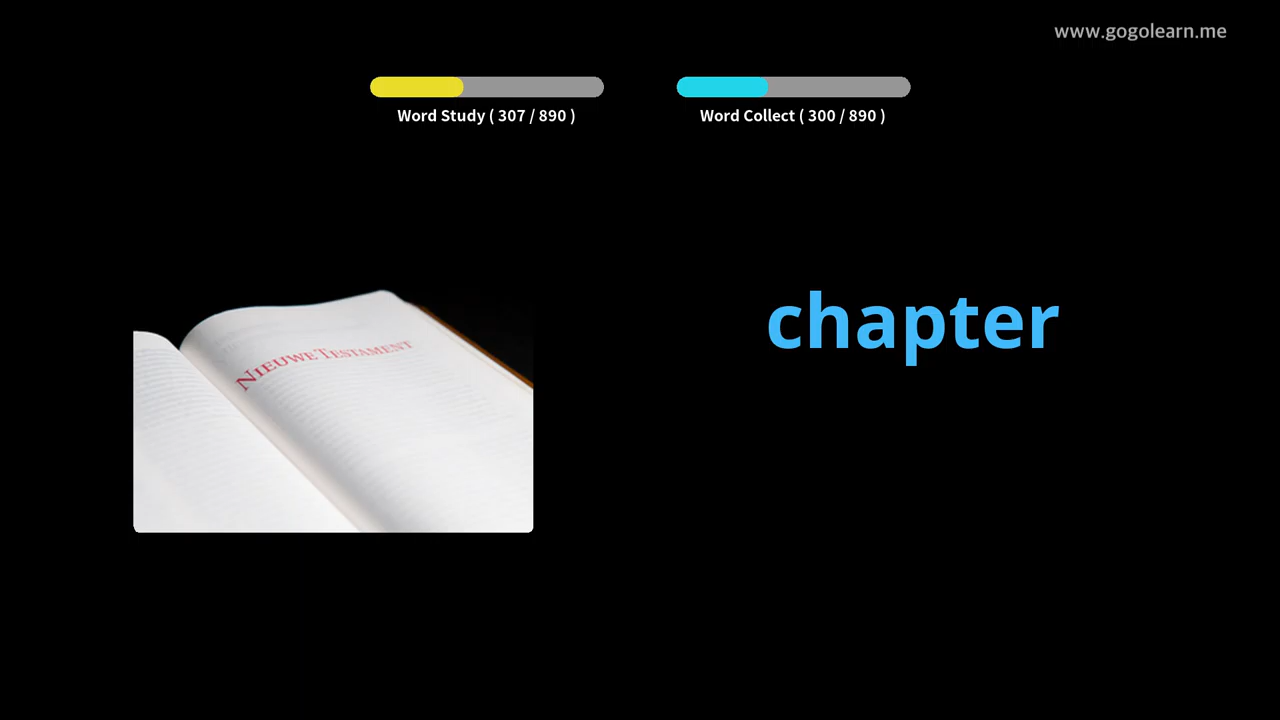 www.gogolearn.me
Word Study ( 307 / 890 )
Word Collect ( 300 / 890 )
NIEUWE TESTAMENT
chapter